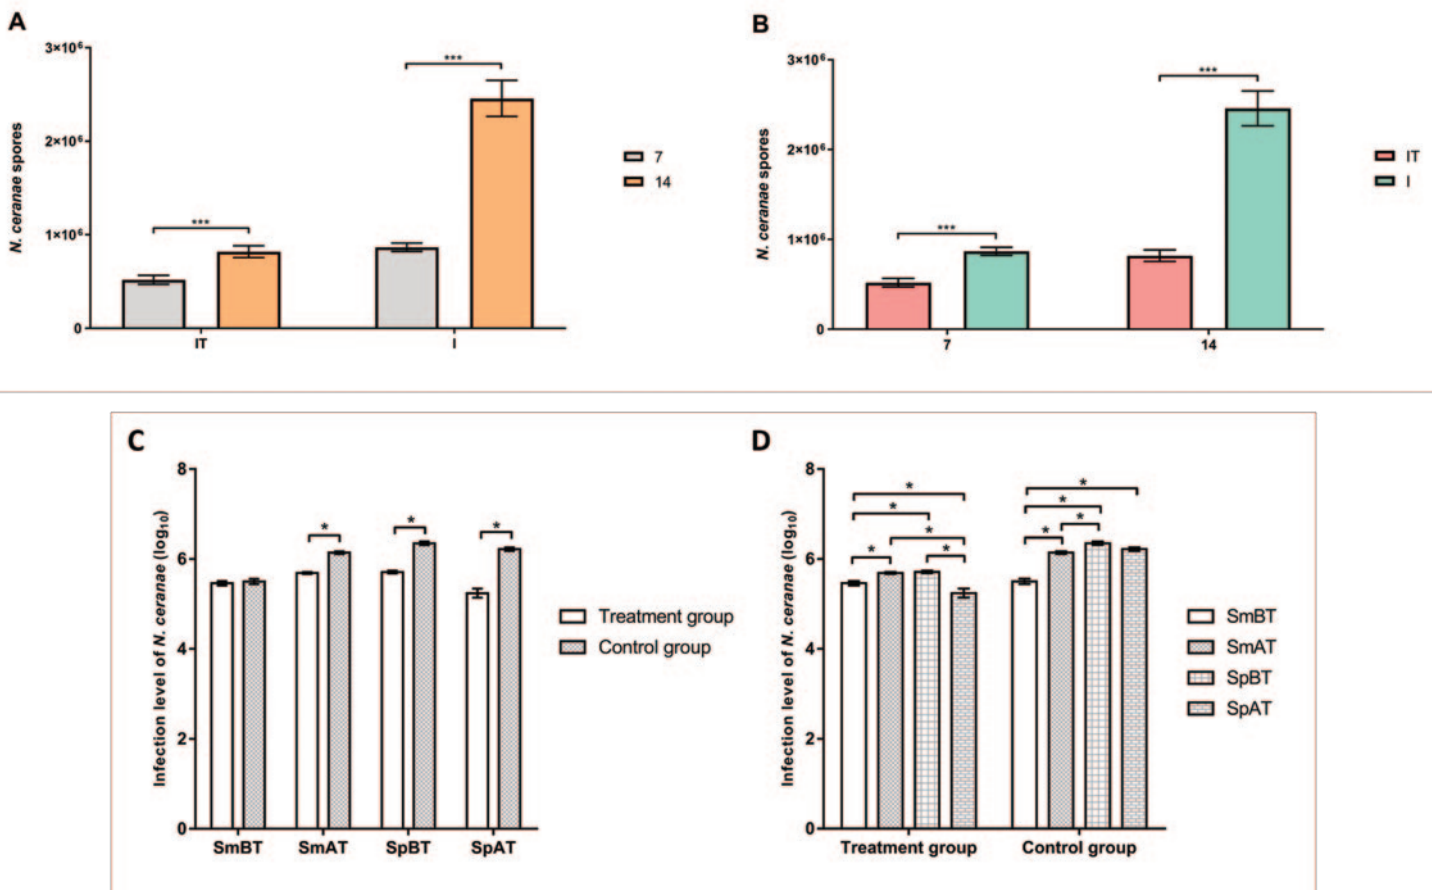 A
3×10⁶
2×10⁶
1×10⁶
0
N. ceranae spores
***
***
IT
I
7
14
B
3×10⁶
2×10⁶
1×10⁶
0
N. ceranae spores
***
***
7
14
IT
I
C
8
6
4
2
0
Infection level of N. ceranae (log₁₀)
*
*
*
SmBT
SmAT
SpBT
SpAT
Treatment group
Control group
D
8
6
4
2
0
Infection level of N. ceranae (log₁₀)
*
*
*
*
*
*
*
*
*
Treatment group
Control group
SmBT
SmAT
SpBT
SpAT